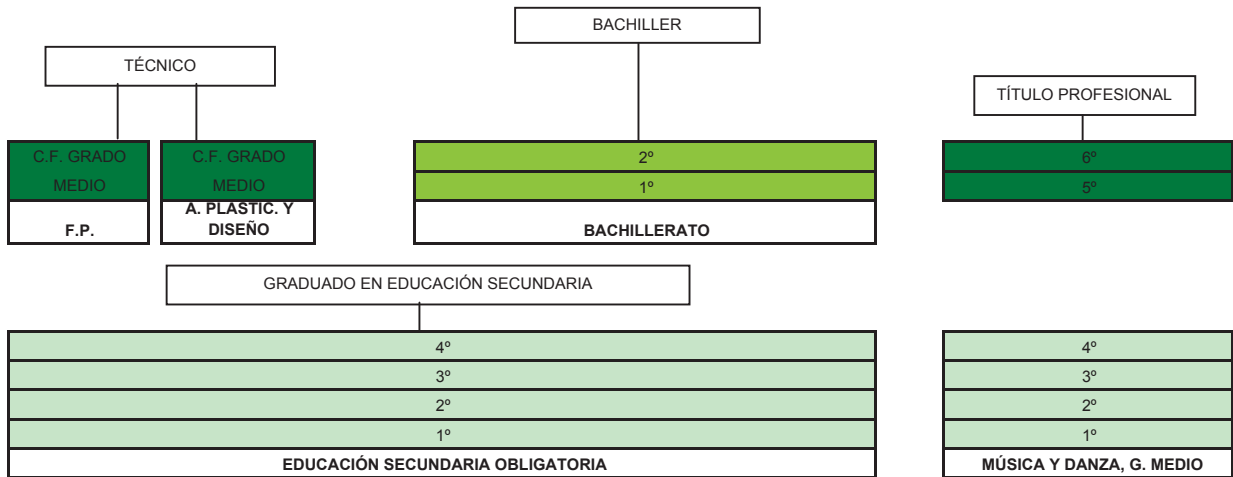 BACHILLER
TÉCNICO
TÍTULO PROFESIONAL
C.F. GRADO
MEDIO
F.P.
C.F. GRADO
MEDIO
A. PLASTIC. Y
DISEÑO
2º
1º
BACHILLERATO
6º
5º
GRADUADO EN EDUCACIÓN SECUNDARIA
4º
3º
2º
1º
EDUCACIÓN SECUNDARIA OBLIGATORIA
4º
3º
2º
1º
MÚSICA Y DANZA, G. MEDIO